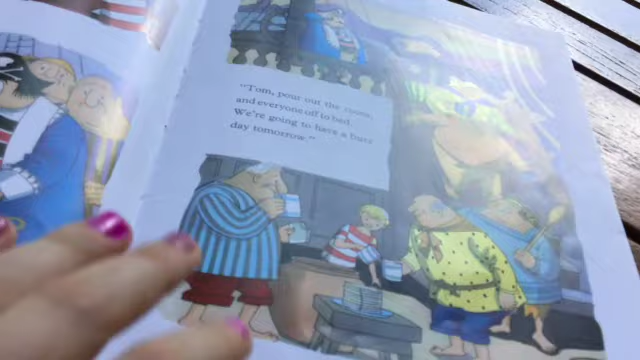 "Tom, pour out the cocoa,
and everyone off to bed.
We're going to have a busy
day tomorrow."